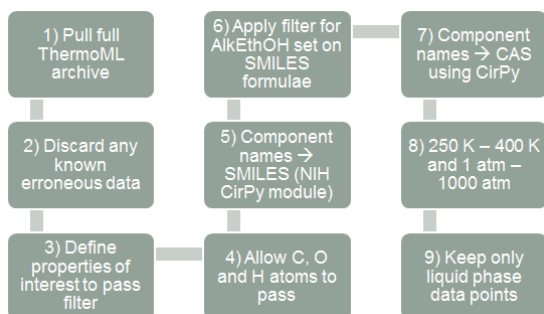 1) Pull full
ThermoML
archive
2) Discard any
known
erroneous data
3) Define
properties of
interest to pass
filter
4) Allow C, O
and H atoms to
pass
5) Component
names →
SMILES (NIH
CirPy module)
6) Apply filter for
AlkEthOH set on
SMILES
formulae
7) Component
names → CAS
using CirPy
8) 250 K – 400 K
and 1 atm –
1000 atm
9) Keep only
liquid phase
data points